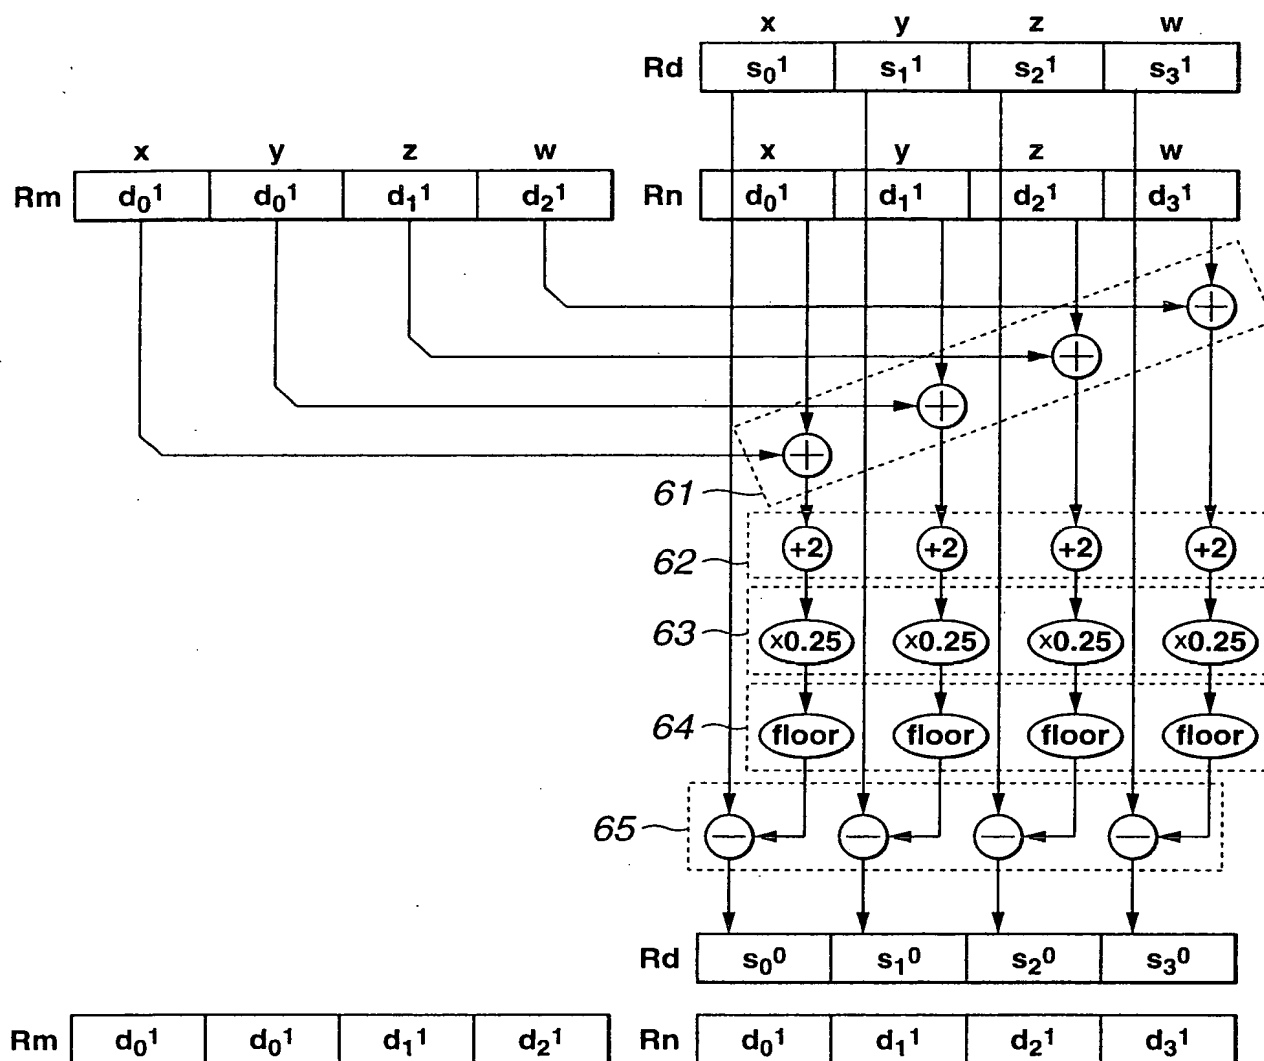 x y z w
Rd s₀¹ s₁¹ s₂¹ s₃¹
x y z w x y z w
Rm d₀¹ d₀¹ d₁¹ d₂¹ Rn d₀¹ d₁¹ d₂¹ d₃¹
61
62 +2 +2 +2 +2
63 ×0.25 ×0.25 ×0.25 ×0.25
64 floor floor floor floor
65
Rd s₀⁰ s₁⁰ s₂⁰ s₃⁰
Rm d₀¹ d₀¹ d₁¹ d₂¹ Rn d₀¹ d₁¹ d₂¹ d₃¹